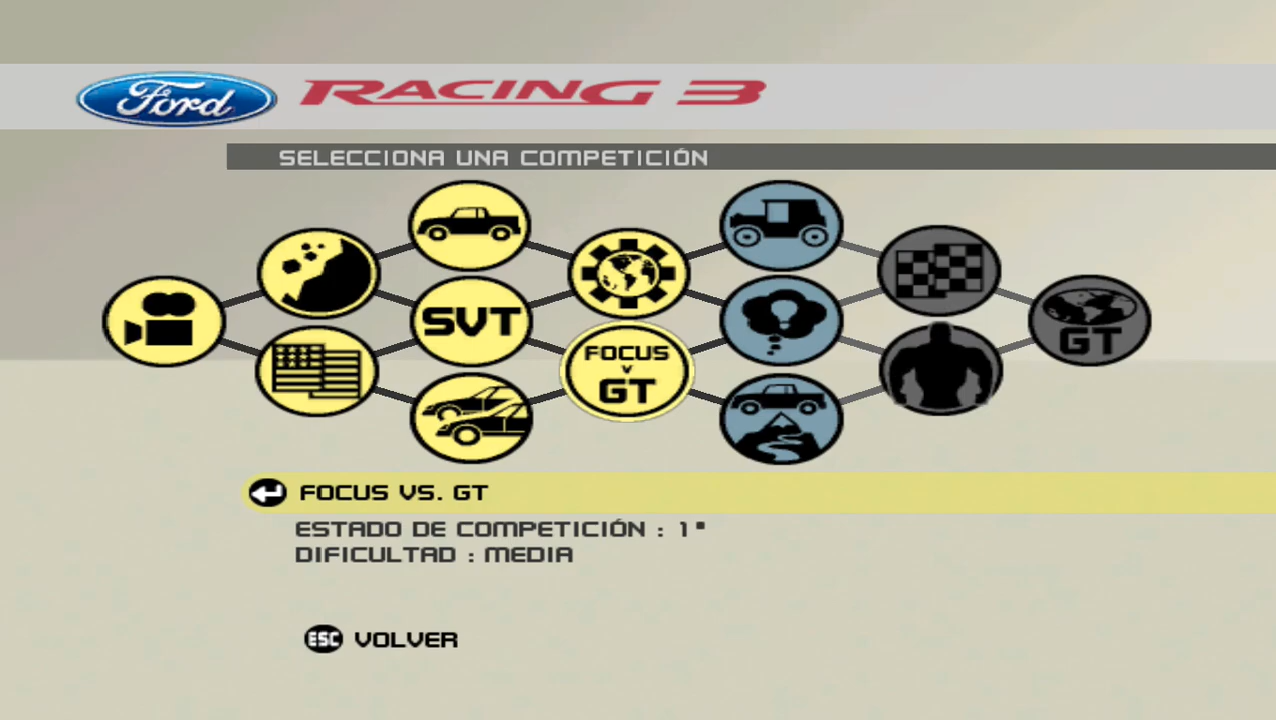 Ford RACING 3
SELECCIONA UNA COMPETICIÓN
SVT
FOCUS
V
GT
GT
FOCUS VS. GT
ESTADO DE COMPETICIÓN : 1º
DIFICULTAD : MEDIA
ESC VOLVER